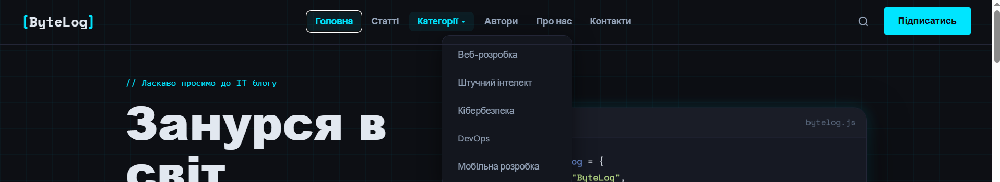 [ByteLog]
Головна Статті Категорії Автори Про нас Контакти
Підписатись
Веб-розробка
Штучний інтелект
Кібербезпека
DevOps
Мобільна розробка
// Ласкаво просимо до IT блогу
Занурся в
світ
bytelog.js
og = {
"ByteLog",